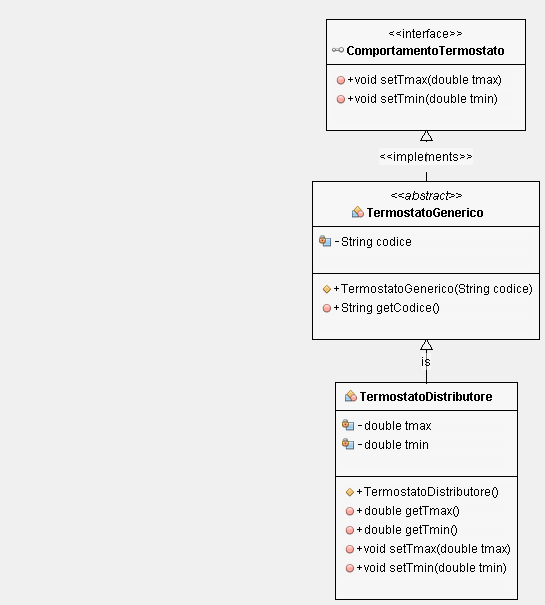 <<interface>>
ComportamentoTermostato
+void setTmax(double tmax)
+void setTmin(double tmin)
<<implements>>
<<abstract>>
TermostatoGenerico
-String codice
+TermostatoGenerico(String codice)
+String getCodice()
is
TermostatoDistributore
-double tmax
-double tmin
+TermostatoDistributore()
+double getTmax()
+double getTmin()
+void setTmax(double tmax)
+void setTmin(double tmin)